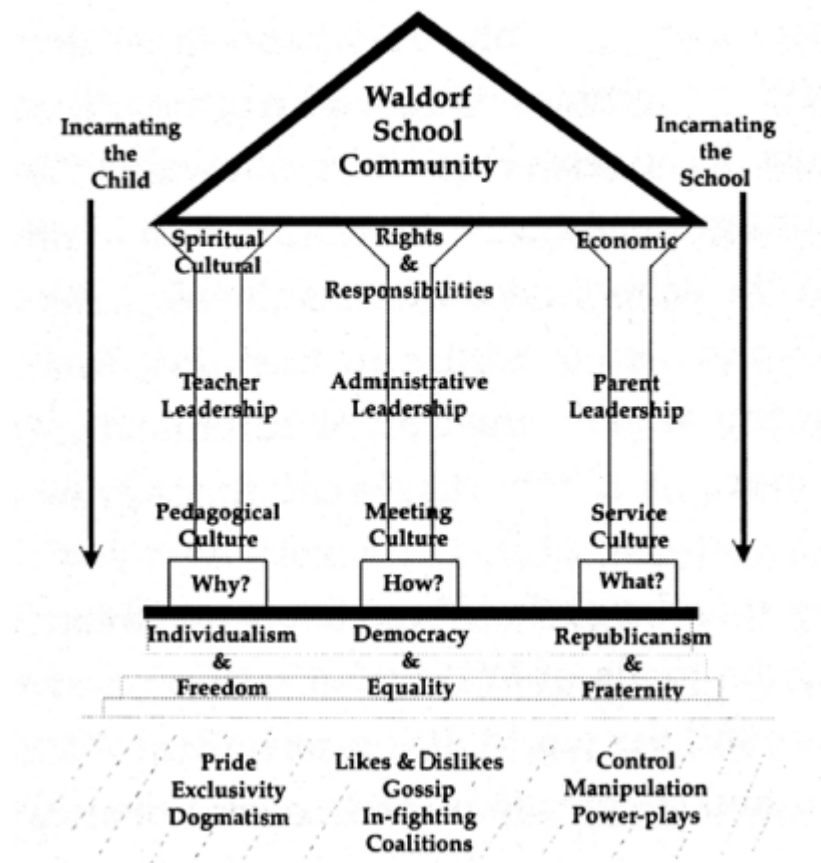 Waldorf
School
Community
Incarnating
the
Child
Incarnating
the
School
Spiritual
Cultural
Rights
&
Responsibilities
Economic
Teacher
Leadership
Administrative
Leadership
Parent
Leadership
Pedagogical
Culture
Meeting
Culture
Service
Culture
Why?
How?
What?
Individualism
&
Freedom
Democracy
&
Equality
Republicanism
&
Fraternity
Pride
Exclusivity
Dogmatism
Likes & Dislikes
Gossip
In-fighting
Coalitions
Control
Manipulation
Power-plays